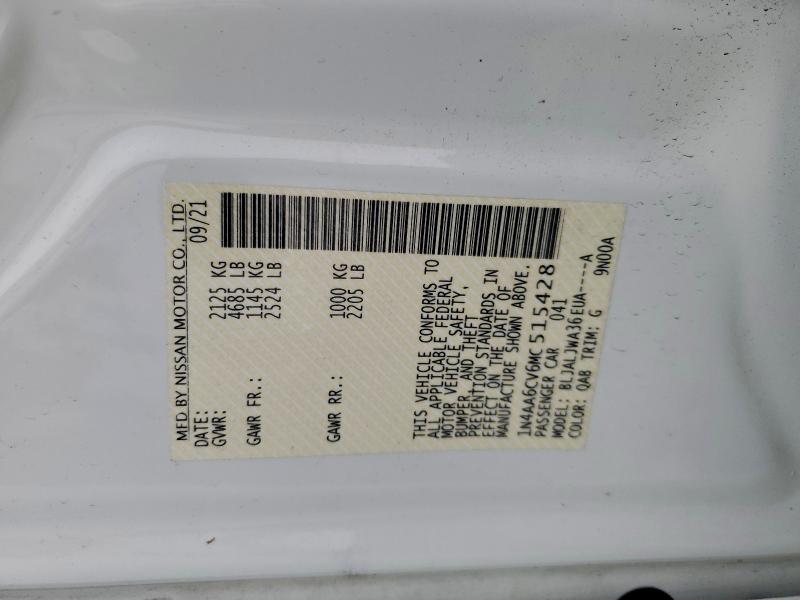 MFD BY NISSAN MOTOR CO., LTD.
DATE: 09/21
GVWR: 2125 KG
4685 LB
GAWR FR.: 1145 KG
2524 LB
GAWR RR.: 1000 KG
2205 LB
THIS VEHICLE CONFORMS TO
ALL APPLICABLE FEDERAL
MOTOR VEHICLE SAFETY,
BUMPER, AND THEFT
PREVENTION STANDARDS IN
EFFECT ON THE DATE OF
MANUFACTURE SHOWN ABOVE.
1N4AA6CV6MC515428
PASSENGER CAR 041
MODEL: BLJALJWA36EUA----A
COLOR: QAB TRIM: G 9N00A